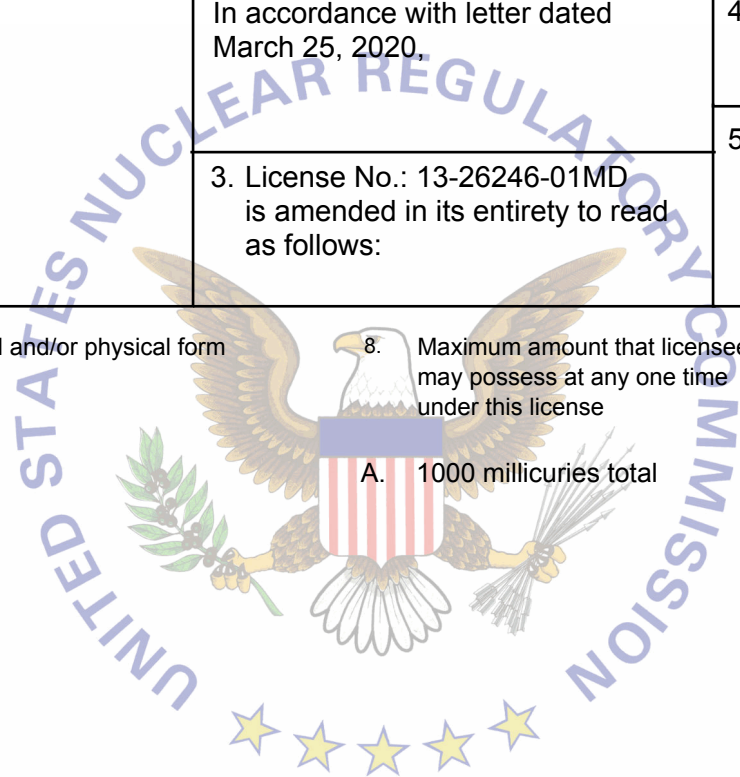 In accordance with letter dated
March 25, 2020,
4
5
3. License No.: 13-26246-01MD
is amended in its entirety to read
as follows:
and/or physical form
8. Maximum amount that licensee
may possess at any one time
under this license
A. 1000 millicuries total
UNITED STATES NUCLEAR REGULATORY COMMISSION